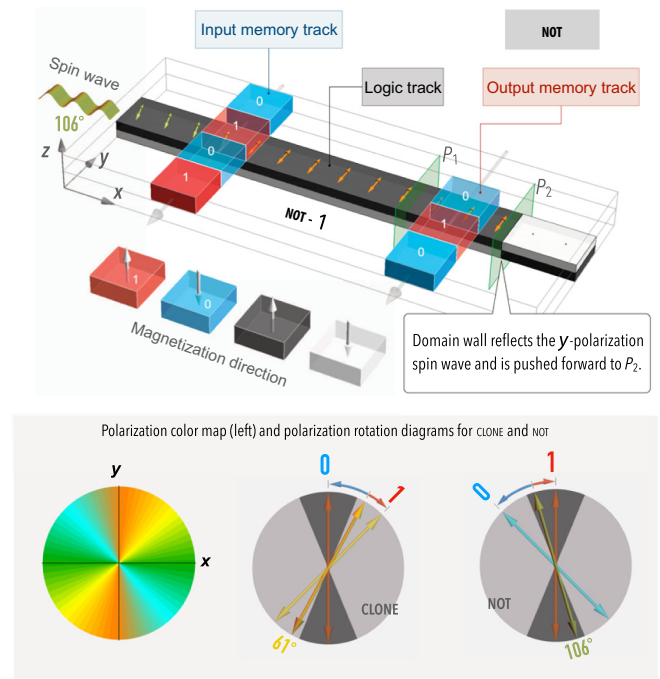 Input memory track
NOT
Spin wave
106°
Logic track
Output memory track
0
1
0
1
z
y
x
P1
P2
0
1
0
NOT - 1
1
0
Magnetization direction
Domain wall reflects the y-polarization
spin wave and is pushed forward to P2.
Polarization color map (left) and polarization rotation diagrams for CLONE and NOT
y
x
0
1
CLONE
61°
0
1
NOT
106°